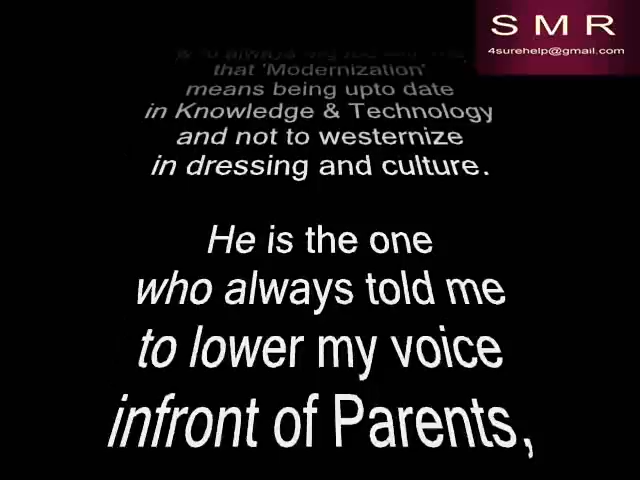 S M R
4surehelp@gmail.com
that 'Modernization'
means being upto date
in Knowledge & Technology
and not to westernize
in dressing and culture.
He is the one
who always told me
to lower my voice
infront of Parents,